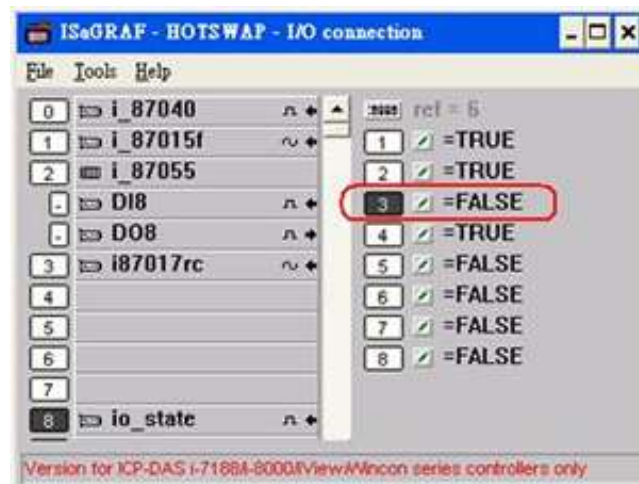 ISaGRAF - HOTSWAP - I/O connection
File Tools Help
0 i_87040
1 i_87015f
2 i_87055
- DI8
- DO8
3 i87017rc
4
5
6
7
8 io_state
ref = 6
1 =TRUE
2 =TRUE
3 =FALSE
4 =TRUE
5 =FALSE
6 =FALSE
7 =FALSE
8 =FALSE
Version for ICP-DAS i-7188/I-8000/iView/Wincon series controllers only